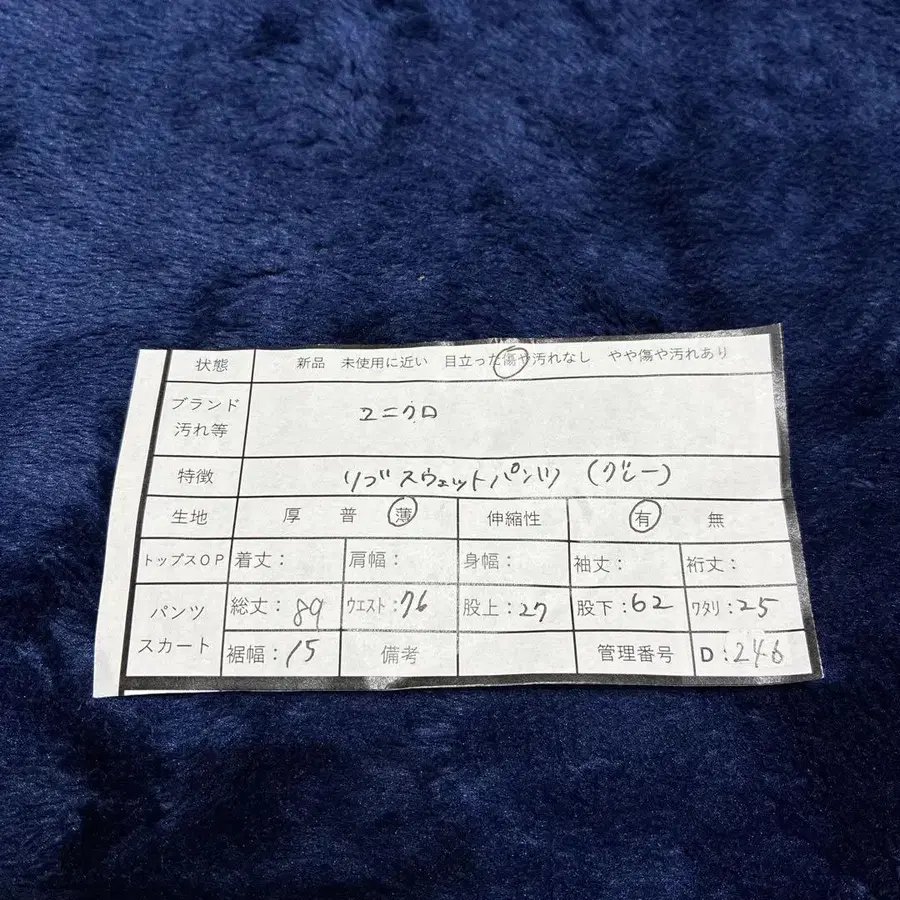 状態 新品 未使用に近い 目立った傷や汚れなし やや傷や汚れあり
ブランド
汚れ等 ユニクロ
特徴 リブスウェットパンツ (グレー)
生地 厚 普 薄 伸縮性 有 無
トップスOP 着丈: 肩幅: 身幅: 袖丈: 裄丈:
パンツ
スカート 総丈:89 ウエスト:76 股上:27 股下:62 ワタリ:25
裾幅:15 備考 管理番号 D:246